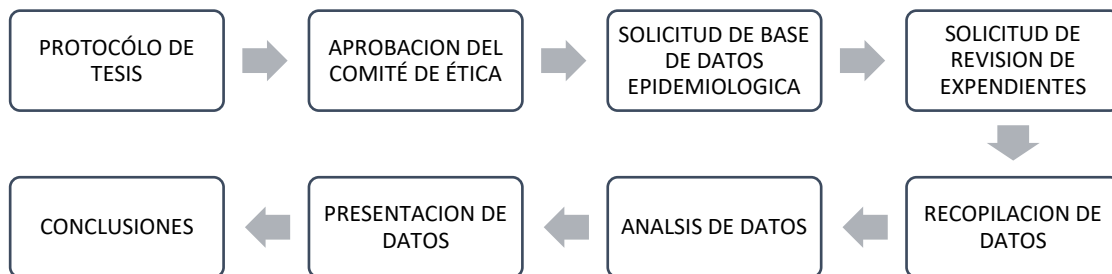 PROTOCÓLO DE
TESIS
APROBACION DEL
COMITÉ DE ÉTICA
SOLICITUD DE BASE
DE DATOS
EPIDEMIOLOGICA
SOLICITUD DE
REVISION DE
EXPENDIENTES
RECOPILACION DE
DATOS
ANALSIS DE DATOS
PRESENTACION DE
DATOS
CONCLUSIONES